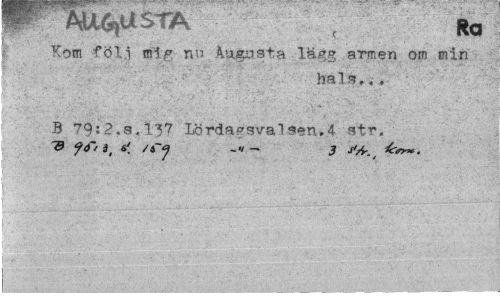 AUGUSTA
Ra
Kom följ mig nu Augusta lägg armen om min
hals...
B 79:2.s.137 Lördagsvalsen.4 str.
B 95:3, s. 159 -"- 3 str., kom.